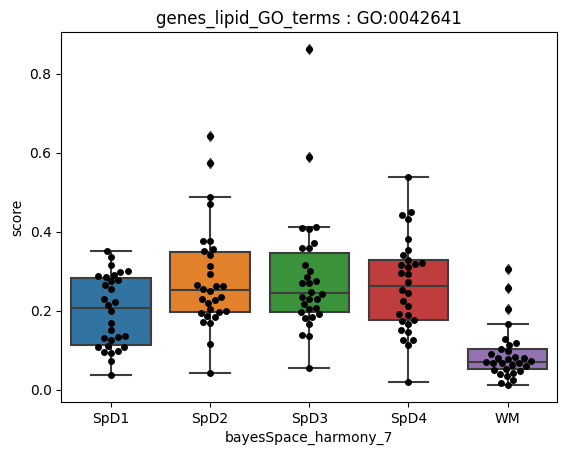 genes_lipid_GO_terms : GO:0042641
0.8
0.6
0.4
0.2
0.0
score
SpD1 SpD2 SpD3 SpD4 WM
bayesSpace_harmony_7